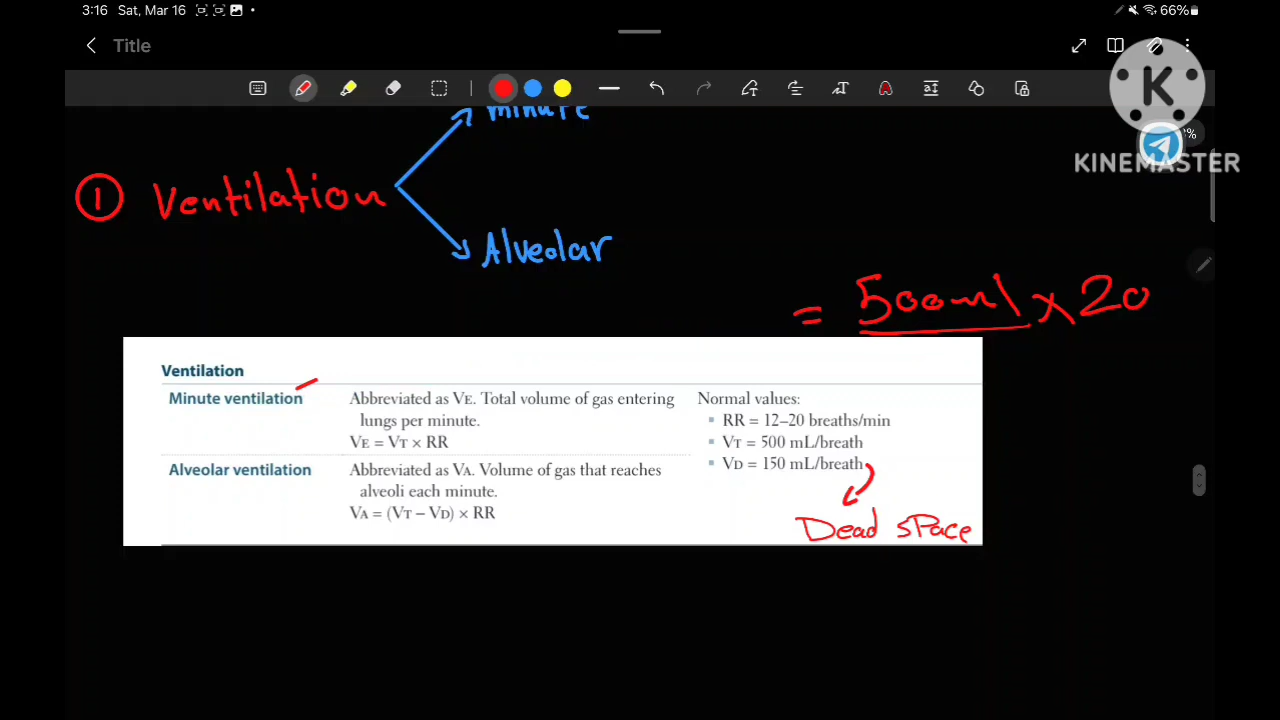 3:16 Sat, Mar 16
66%
Title
minute
K
%
KINEMASTER
1 Ventilation
Alveolar
= 500ml × 20
Ventilation
Minute ventilation
Abbreviated as VE. Total volume of gas entering
lungs per minute.
VE = VT × RR
Alveolar ventilation
Abbreviated as VA. Volume of gas that reaches
alveoli each minute.
VA = (VT – VD) × RR
Normal values:
▪ RR = 12–20 breaths/min
▪ VT = 500 mL/breath
▪ VD = 150 mL/breath
Dead space